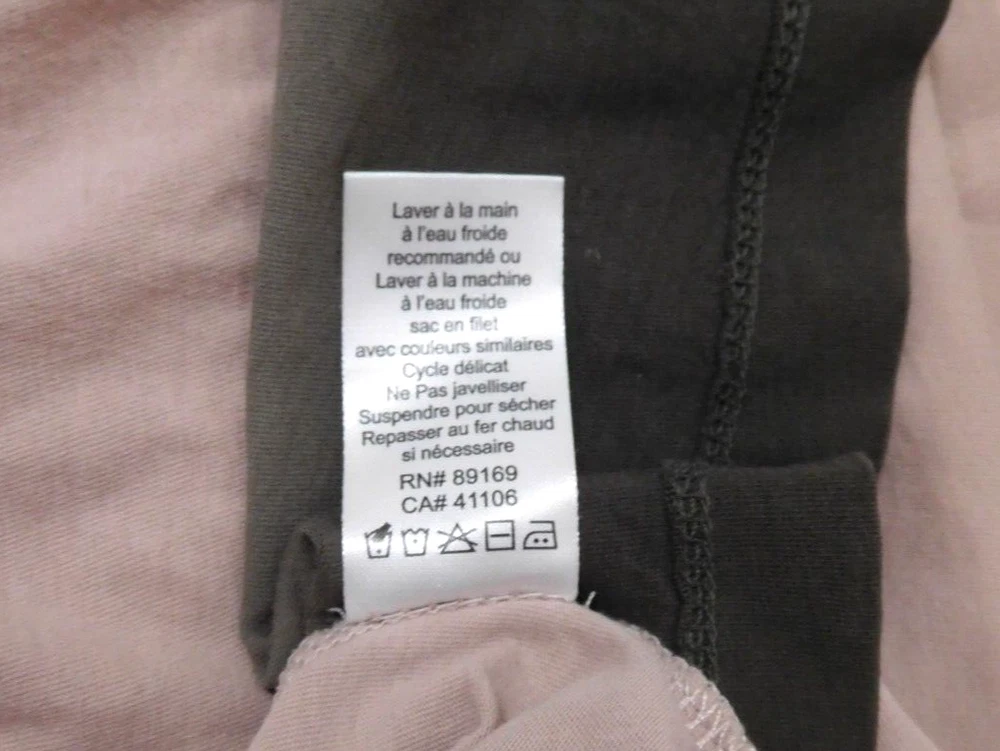 Laver à la main
à l'eau froide
recommandé ou
Laver à la machine
à l'eau froide
sac en filet
avec couleurs similaires
Cycle délicat
Ne Pas javelliser
Suspendre pour sécher
Repasser au fer chaud
si nécessaire
RN# 89169
CA# 41106